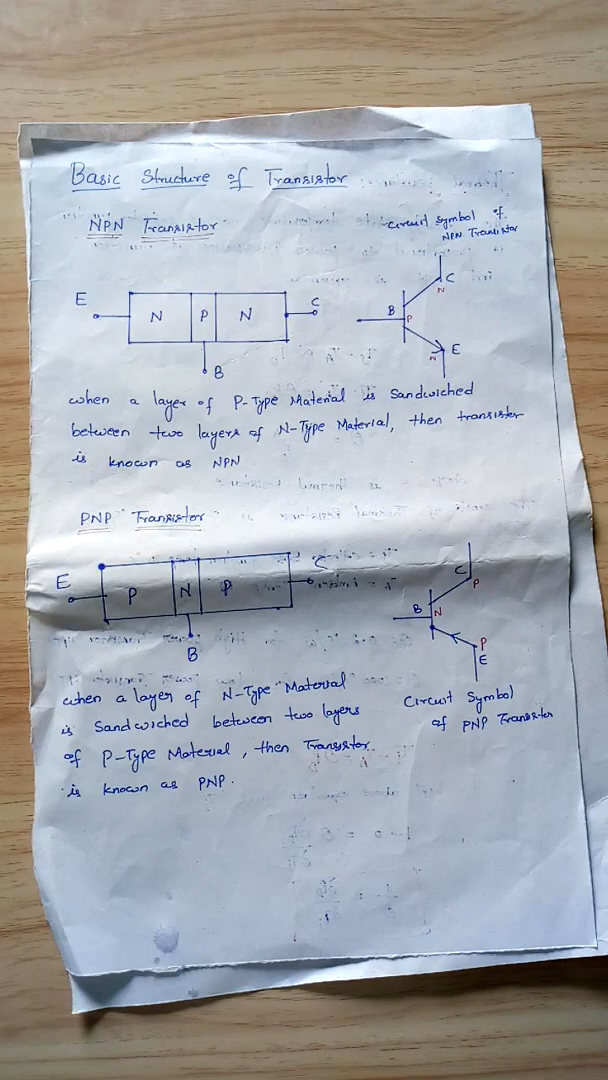 Basic Structure of Transistor
NPN Transistor
Circuit Symbol of
NPN Transistor
E
N
P
N
C
B
C
N
B
P
N
E
when a layer of P-Type Material is Sandwiched
between two layers of N-Type Material, then transistor
is known as NPN
PNP Transistor
E
P
N
P
C
B
C
P
B
N
P
E
when a layer of N-Type Material
is Sandwiched between two layers
of P-Type Material, then Transistor
is known as PNP.
Circuit Symbol
of PNP Transistor